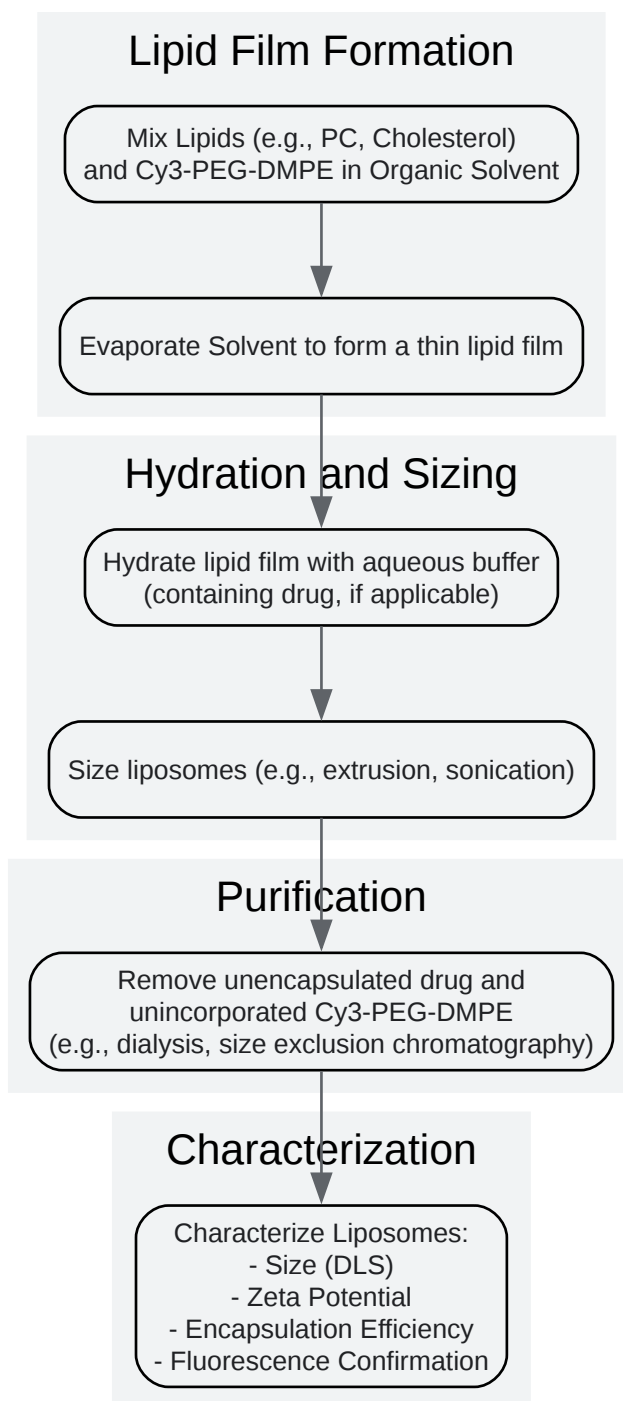 Lipid Film Formation
Mix Lipids (e.g., PC, Cholesterol)
and Cy3-PEG-DMPE in Organic Solvent
Evaporate Solvent to form a thin lipid film
Hydration and Sizing
Hydrate lipid film with aqueous buffer
(containing drug, if applicable)
Size liposomes (e.g., extrusion, sonication)
Purification
Remove unencapsulated drug and
unincorporated Cy3-PEG-DMPE
(e.g., dialysis, size exclusion chromatography)
Characterization
Characterize Liposomes:
- Size (DLS)
- Zeta Potential
- Encapsulation Efficiency
- Fluorescence Confirmation